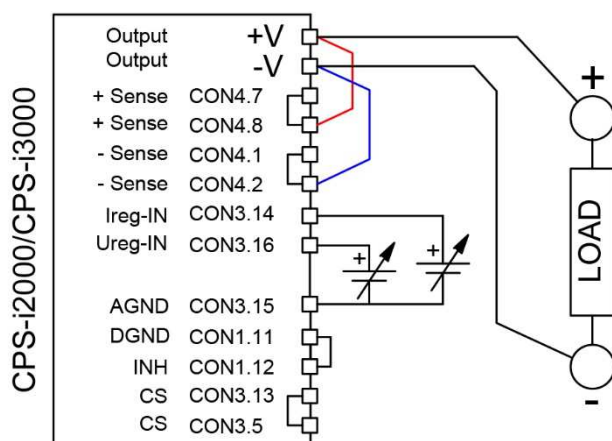 CPS-i2000/CPS-i3000
Output +V
Output -V
+ Sense CON4.7
+ Sense CON4.8
- Sense CON4.1
- Sense CON4.2
Ireg-IN CON3.14
Ureg-IN CON3.16
AGND CON3.15
DGND CON1.11
INH CON1.12
CS CON3.13
CS CON3.5
+
+
+
LOAD
-